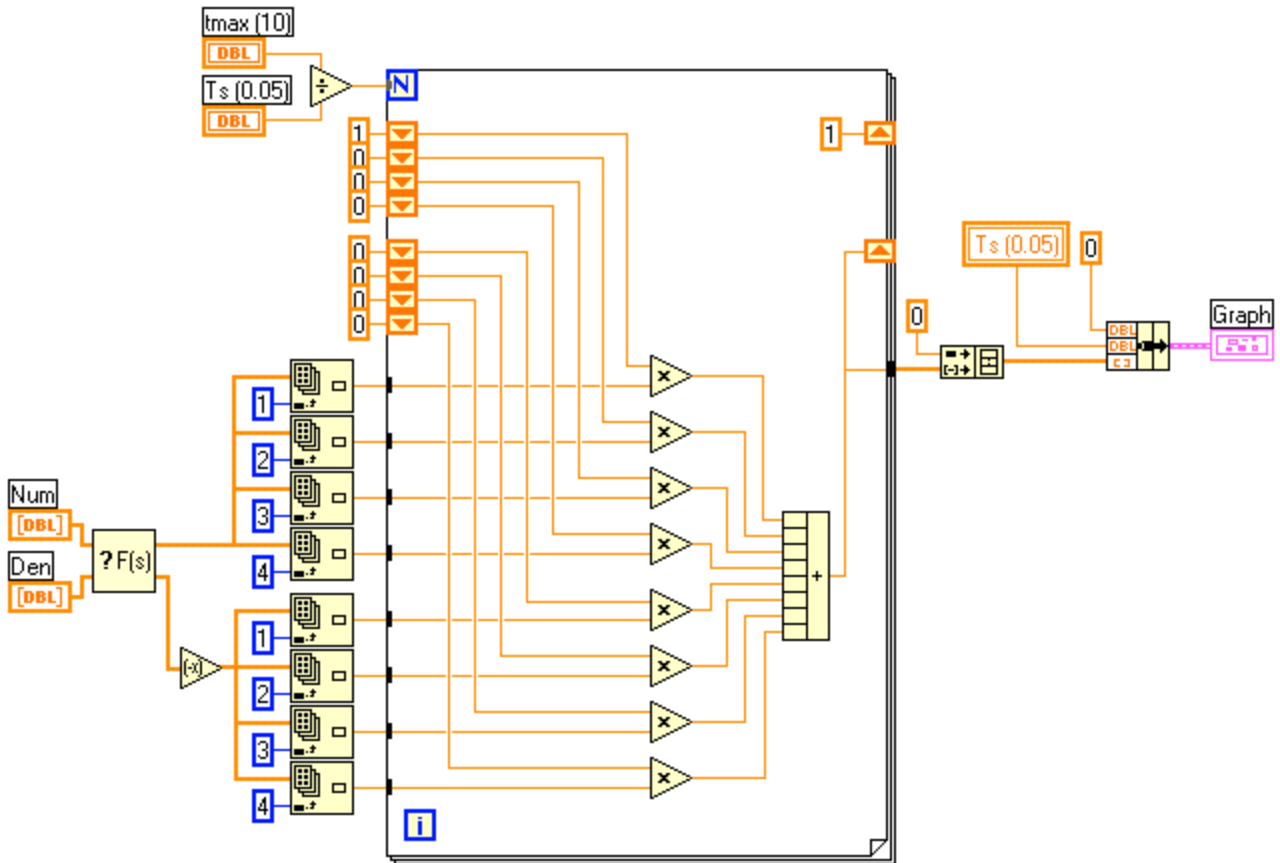 tmax (10)
DBL
÷
Ts (0.05)
DBL
N
1
0
0
0
1
0
0
0
0
Ts (0.05)
0
0
DBL
DBL
Graph
1
×
2
×
3
×
4
×
Num
[DBL]
? F(s)
Den
[DBL]
+
(-x)
1
×
2
×
3
×
4
×
i